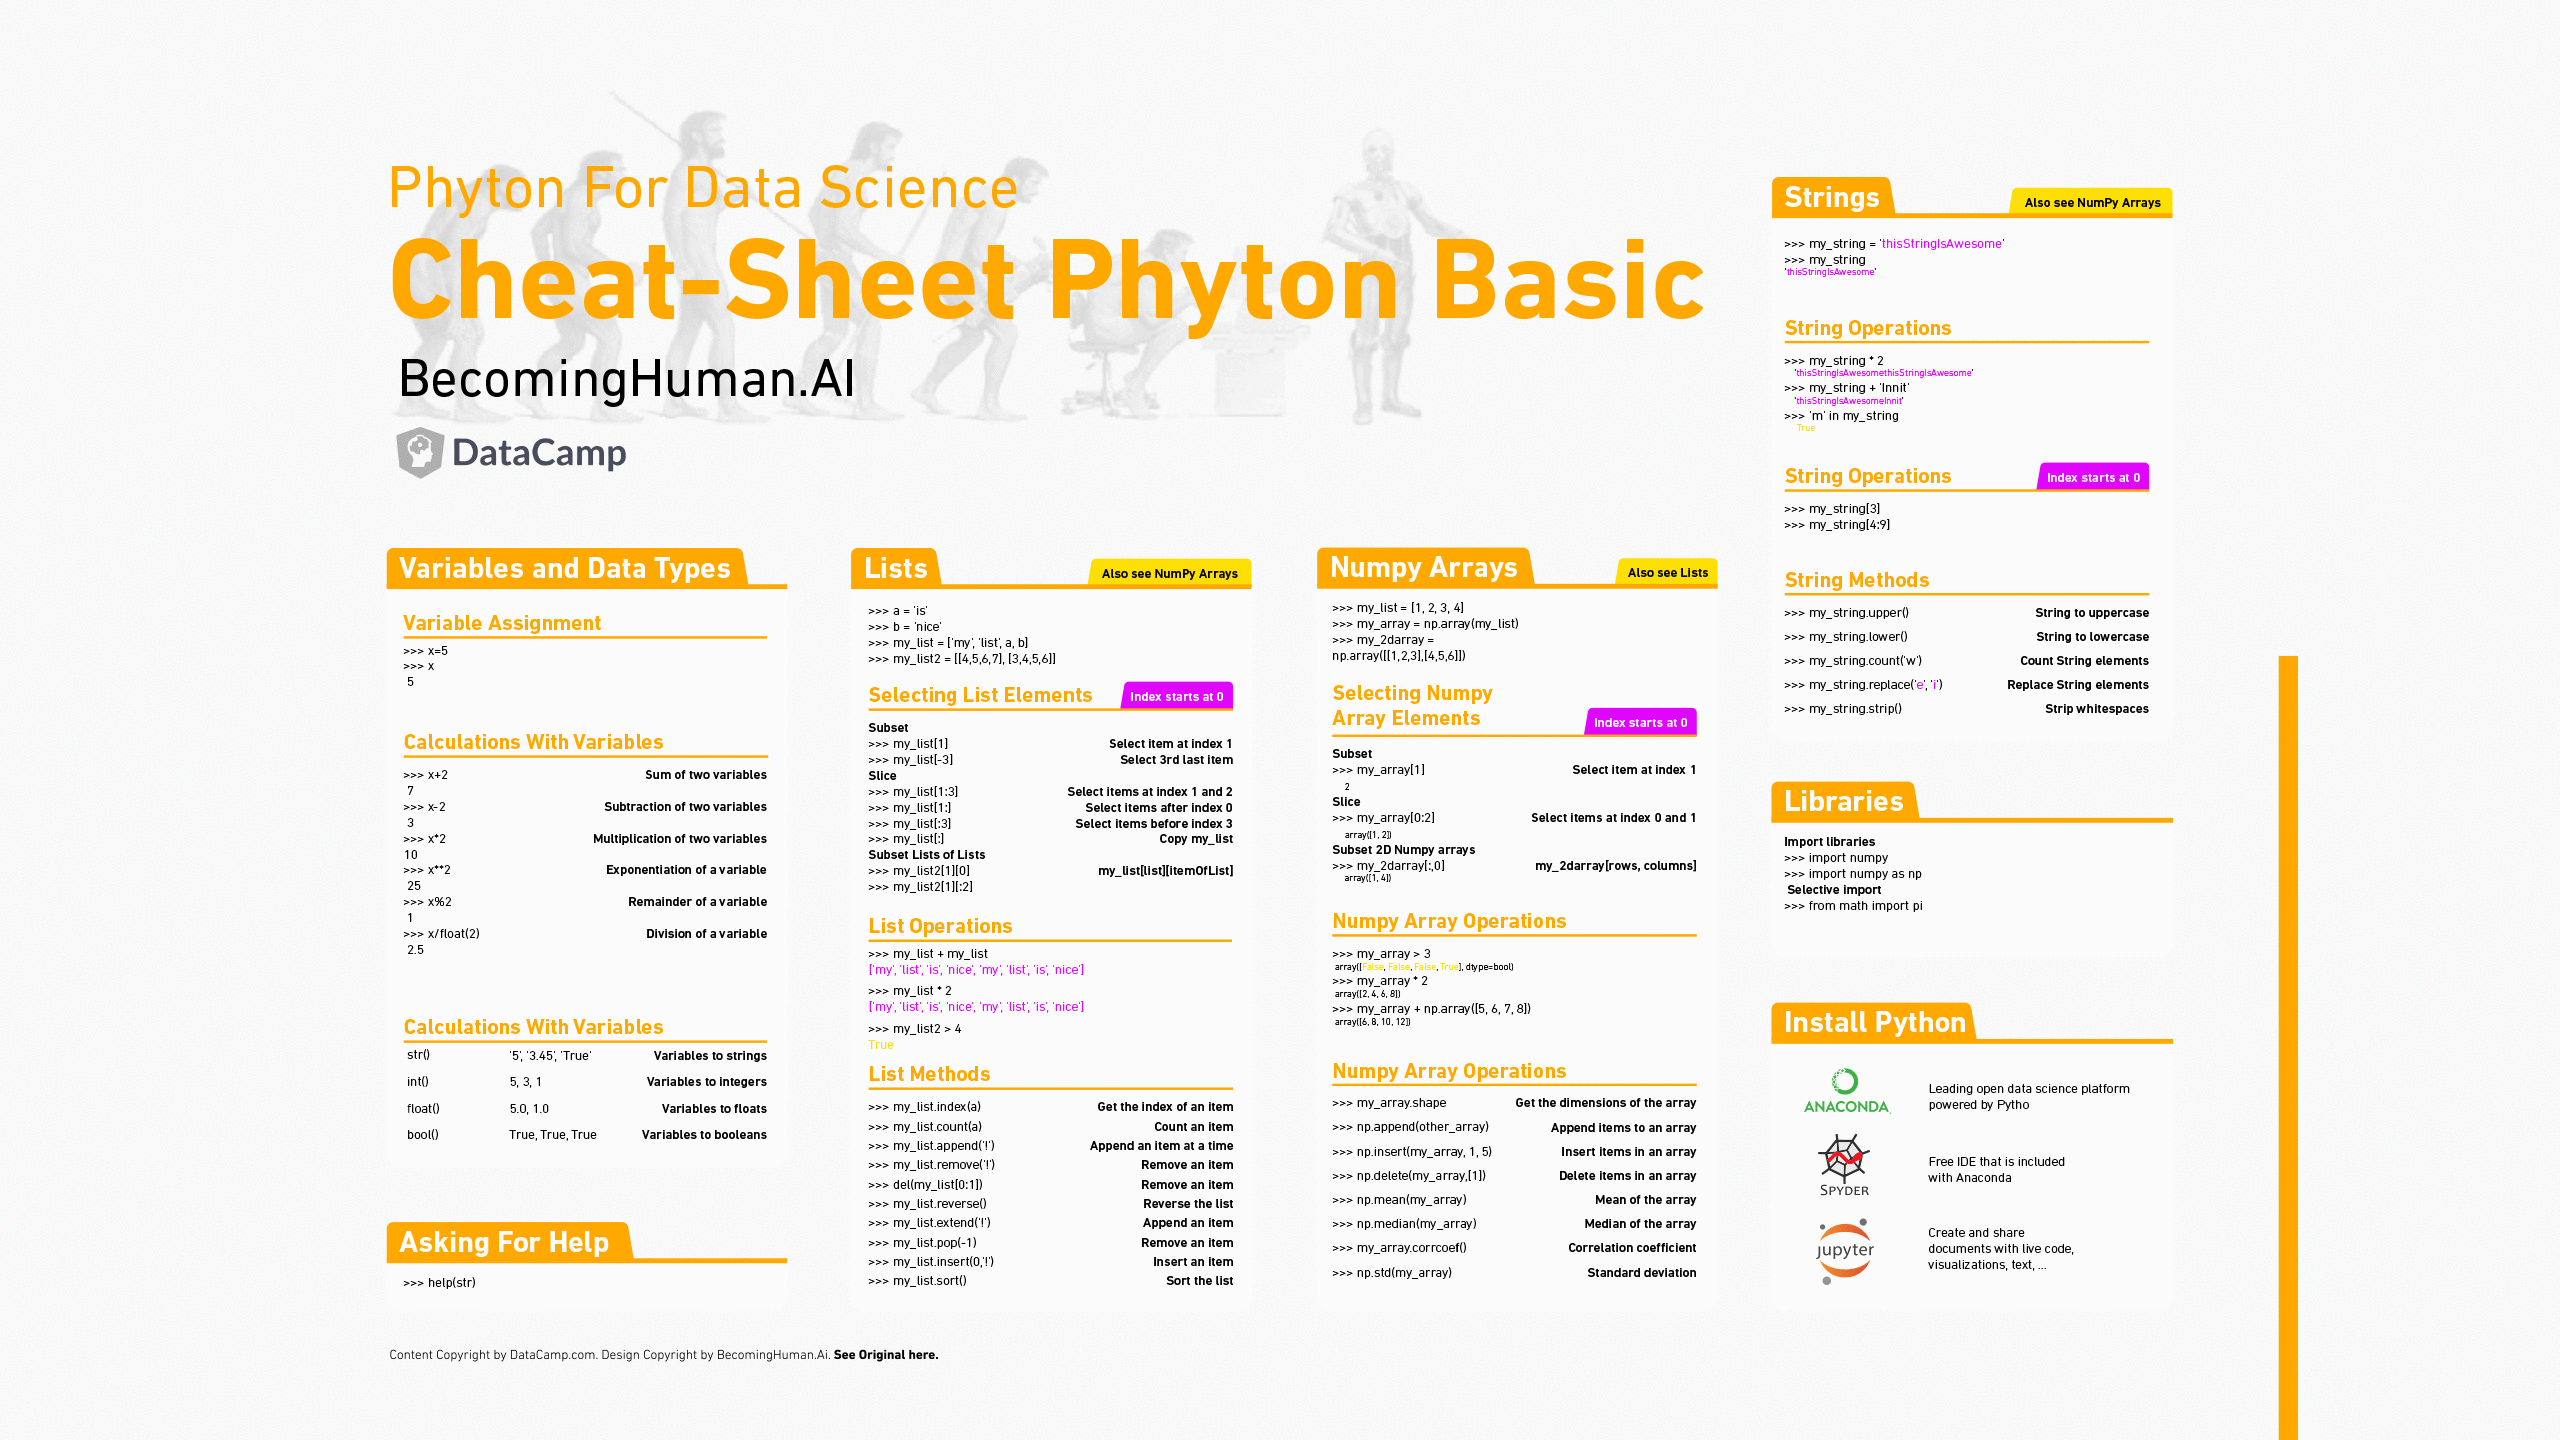 Phyton For Data Science
Cheat-Sheet Phyton Basic
BecomingHuman.AI
DataCamp
Variables and Data Types
Variable Assignment
>>> x=5
>>> x
5
Calculations With Variables
>>> x+2 Sum of two variables
7
>>> x-2 Subtraction of two variables
3
>>> x*2 Multiplication of two variables
10
>>> x**2 Exponentiation of a variable
25
>>> x%2 Remainder of a variable
1
>>> x/float(2) Division of a variable
2.5
Calculations With Variables
str() '5', '3.45', 'True' Variables to strings
int() 5, 3, 1 Variables to integers
float() 5.0, 1.0 Variables to floats
bool() True, True, True Variables to booleans
Asking For Help
>>> help(str)
Lists
Also see NumPy Arrays
>>> a = 'is'
>>> b = 'nice'
>>> my_list = ['my', 'list', a, b]
>>> my_list2 = [[4,5,6,7], [3,4,5,6]]
Selecting List Elements
Index starts at 0
Subset
>>> my_list[1] Select item at index 1
>>> my_list[-3] Select 3rd last item
Slice
>>> my_list[1:3] Select items at index 1 and 2
>>> my_list[1:] Select items after index 0
>>> my_list[:3] Select items before index 3
>>> my_list[:] Copy my_list
Subset Lists of Lists
>>> my_list2[1][0] my_list[list][itemOfList]
>>> my_list2[1][:2]
List Operations
>>> my_list + my_list
['my', 'list', 'is', 'nice', 'my', 'list', 'is', 'nice']
>>> my_list * 2
['my', 'list', 'is', 'nice', 'my', 'list', 'is', 'nice']
>>> my_list2 > 4
True
List Methods
>>> my_list.index(a) Get the index of an item
>>> my_list.count(a) Count an item
>>> my_list.append('!') Append an item at a time
>>> my_list.remove('!') Remove an item
>>> del(my_list[0:1]) Remove an item
>>> my_list.reverse() Reverse the list
>>> my_list.extend('!') Append an item
>>> my_list.pop(-1) Remove an item
>>> my_list.insert(0,'!') Insert an item
>>> my_list.sort() Sort the list
Numpy Arrays
Also see Lists
>>> my_list = [1, 2, 3, 4]
>>> my_array = np.array(my_list)
>>> my_2darray =
np.array([[1,2,3],[4,5,6]])
Selecting Numpy
Array Elements
Index starts at 0
Subset
>>> my_array[1] Select item at index 1
2
Slice
>>> my_array[0:2] Select items at index 0 and 1
array([1, 2])
Subset 2D Numpy arrays
>>> my_2darray[:,0] my_2darray[rows, columns]
array([1, 4])
Numpy Array Operations
>>> my_array > 3
array([False, False, False, True], dtype=bool)
>>> my_array * 2
array([2, 4, 6, 8])
>>> my_array + np.array([5, 6, 7, 8])
array([6, 8, 10, 12])
Numpy Array Operations
>>> my_array.shape Get the dimensions of the array
>>> np.append(other_array) Append items to an array
>>> np.insert(my_array, 1, 5) Insert items in an array
>>> np.delete(my_array,[1]) Delete items in an array
>>> np.mean(my_array) Mean of the array
>>> np.median(my_array) Median of the array
>>> my_array.corrcoef() Correlation coefficient
>>> np.std(my_array) Standard deviation
Strings
Also see NumPy Arrays
>>> my_string = 'thisStringIsAwesome'
>>> my_string
'thisStringIsAwesome'
String Operations
>>> my_string * 2
'thisStringIsAwesomethisStringIsAwesome'
>>> my_string + 'Innit'
'thisStringIsAwesomeInnit'
>>> 'm' in my_string
True
String Operations
Index starts at 0
>>> my_string[3]
>>> my_string[4:9]
String Methods
>>> my_string.upper() String to uppercase
>>> my_string.lower() String to lowercase
>>> my_string.count('w') Count String elements
>>> my_string.replace('e', 'i') Replace String elements
>>> my_string.strip() Strip whitespaces
Libraries
Import libraries
>>> import numpy
>>> import numpy as np
Selective import
>>> from math import pi
Install Python
ANACONDA.
Leading open data science platform
powered by Pytho
SPYDER
Free IDE that is included
with Anaconda
jupyter
Create and share
documents with live code,
visualizations, text, ...
Content Copyright by DataCamp.com. Design Copyright by BecomingHuman.Ai. See Original here.